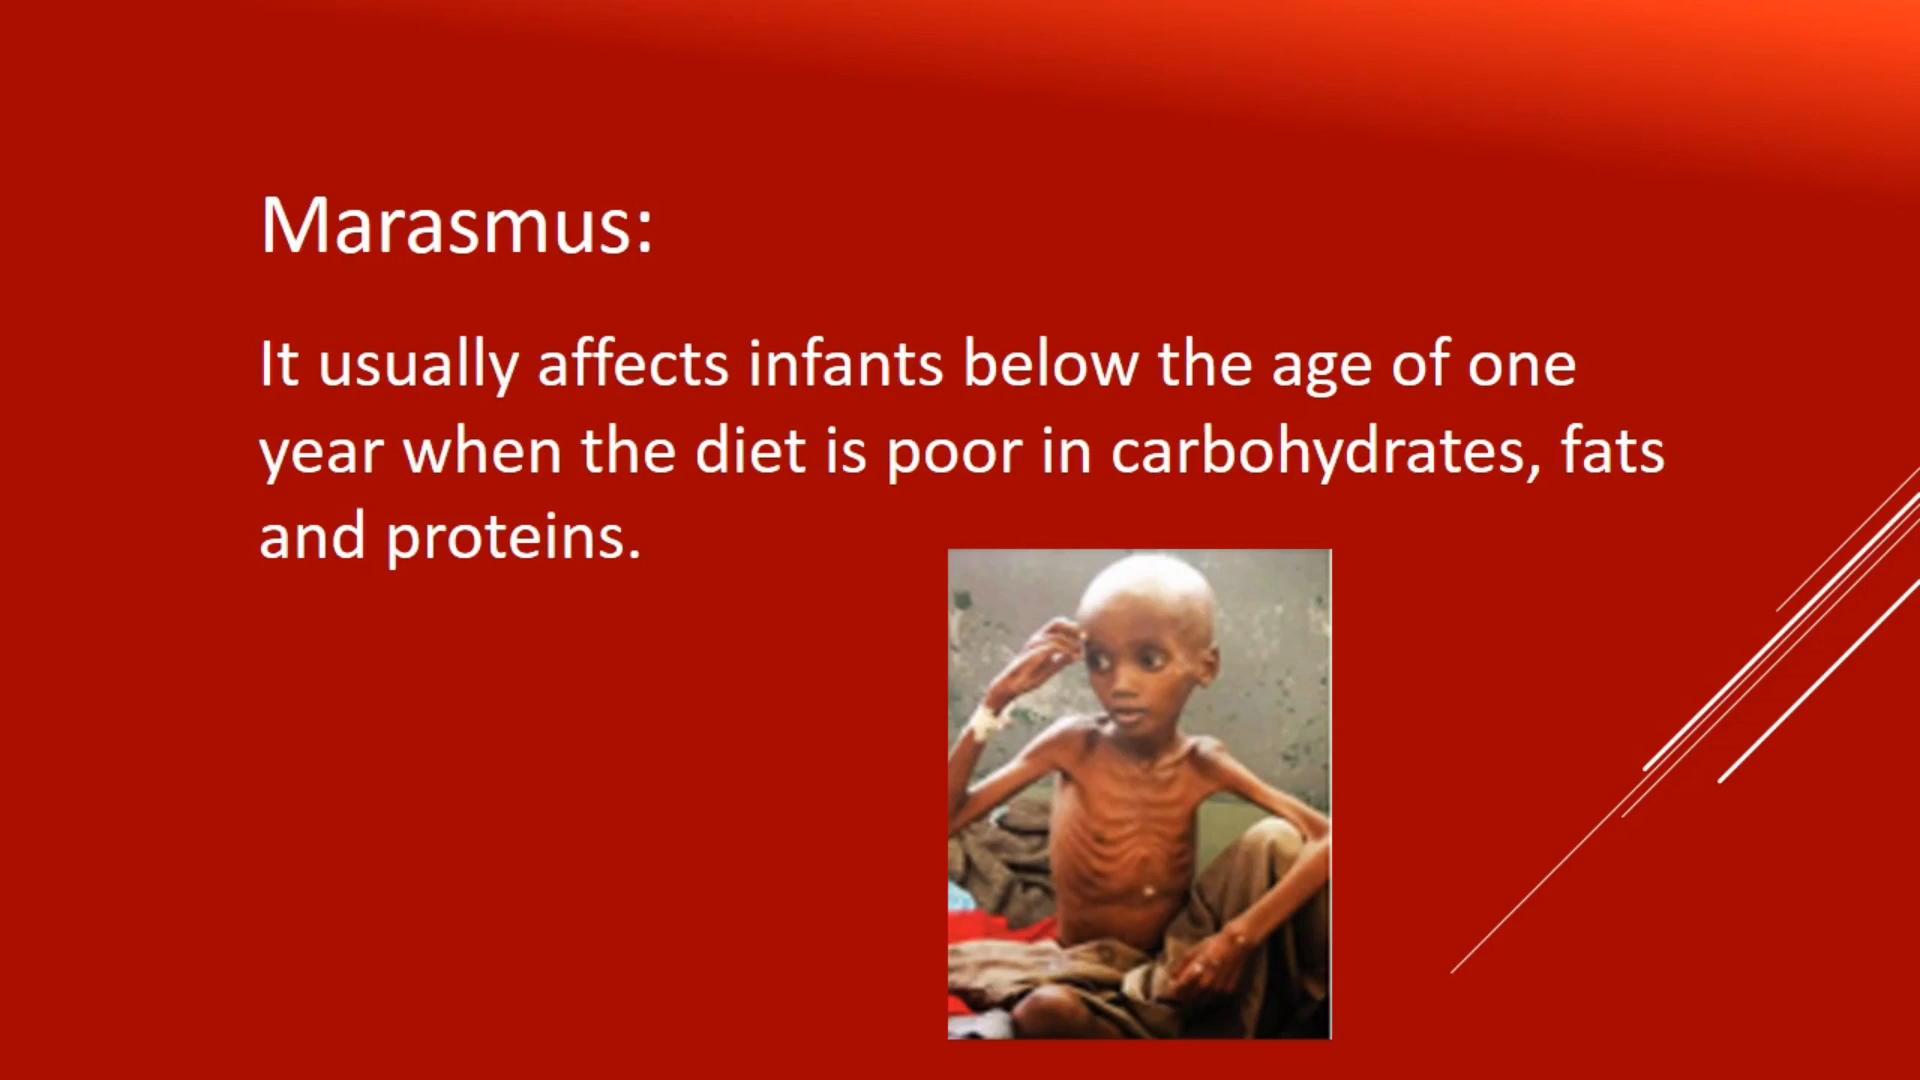 Marasmus:
It usually affects infants below the age of one
year when the diet is poor in carbohydrates, fats
and proteins.